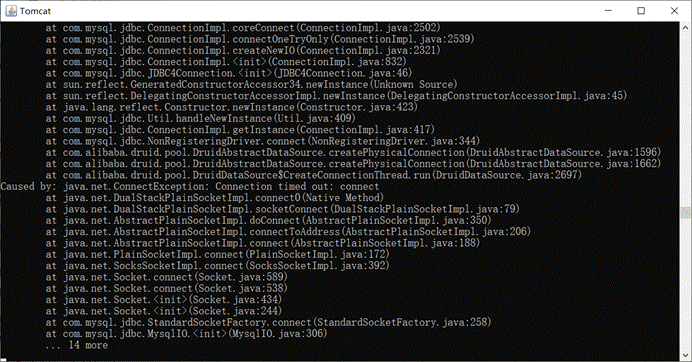 Tomcat
at com.mysql.jdbc.ConnectionImpl.coreConnect(ConnectionImpl.java:2502)
at com.mysql.jdbc.ConnectionImpl.connectOneTryOnly(ConnectionImpl.java:2539)
at com.mysql.jdbc.ConnectionImpl.createNewIO(ConnectionImpl.java:2321)
at com.mysql.jdbc.ConnectionImpl.<init>(ConnectionImpl.java:832)
at com.mysql.jdbc.JDBC4Connection.<init>(JDBC4Connection.java:46)
at sun.reflect.GeneratedConstructorAccessor34.newInstance(Unknown Source)
at sun.reflect.DelegatingConstructorAccessorImpl.newInstance(DelegatingConstructorAccessorImpl.java:45)
at java.lang.reflect.Constructor.newInstance(Constructor.java:423)
at com.mysql.jdbc.Util.handleNewInstance(Util.java:409)
at com.mysql.jdbc.ConnectionImpl.getInstance(ConnectionImpl.java:417)
at com.mysql.jdbc.NonRegisteringDriver.connect(NonRegisteringDriver.java:344)
at com.alibaba.druid.pool.DruidAbstractDataSource.createPhysicalConnection(DruidAbstractDataSource.java:1596)
at com.alibaba.druid.pool.DruidAbstractDataSource.createPhysicalConnection(DruidAbstractDataSource.java:1662)
at com.alibaba.druid.pool.DruidDataSource$CreateConnectionThread.run(DruidDataSource.java:2697)
Caused by: java.net.ConnectException: Connection timed out: connect
at java.net.DualStackPlainSocketImpl.connect0(Native Method)
at java.net.DualStackPlainSocketImpl.socketConnect(DualStackPlainSocketImpl.java:79)
at java.net.AbstractPlainSocketImpl.doConnect(AbstractPlainSocketImpl.java:350)
at java.net.AbstractPlainSocketImpl.connectToAddress(AbstractPlainSocketImpl.java:206)
at java.net.AbstractPlainSocketImpl.connect(AbstractPlainSocketImpl.java:188)
at java.net.PlainSocketImpl.connect(PlainSocketImpl.java:172)
at java.net.SocksSocketImpl.connect(SocksSocketImpl.java:392)
at java.net.Socket.connect(Socket.java:589)
at java.net.Socket.connect(Socket.java:538)
at java.net.Socket.<init>(Socket.java:434)
at java.net.Socket.<init>(Socket.java:244)
at com.mysql.jdbc.StandardSocketFactory.connect(StandardSocketFactory.java:258)
at com.mysql.jdbc.MysqlIO.<init>(MysqlIO.java:306)
... 14 more